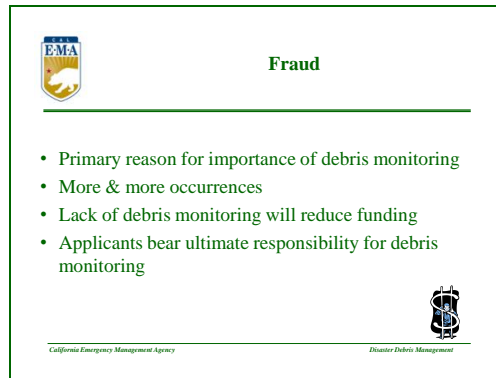 CAL
E·M·A
Fraud
• Primary reason for importance of debris monitoring
• More & more occurrences
• Lack of debris monitoring will reduce funding
• Applicants bear ultimate responsibility for debris
monitoring
$
California Emergency Management Agency Disaster Debris Management